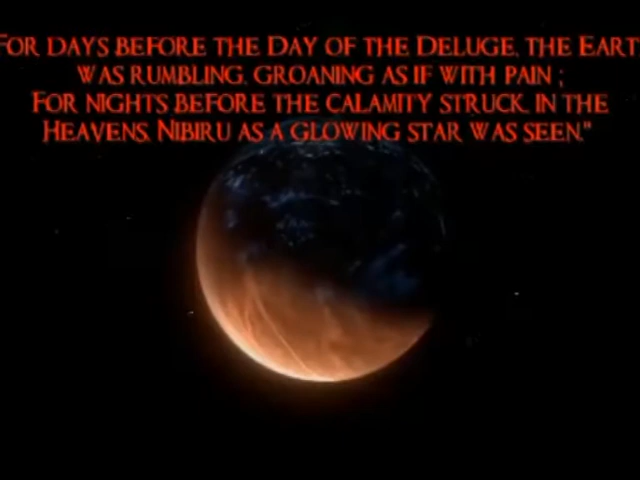 FOR DAYS BEFORE THE DAY OF THE DELUGE, THE EART
WAS RUMBLING, GROANING AS IF WITH PAIN ;
FOR NIGHTS BEFORE THE CALAMITY STRUCK, IN THE
HEAVENS, NIBIRU AS A GLOWING STAR WAS SEEN."